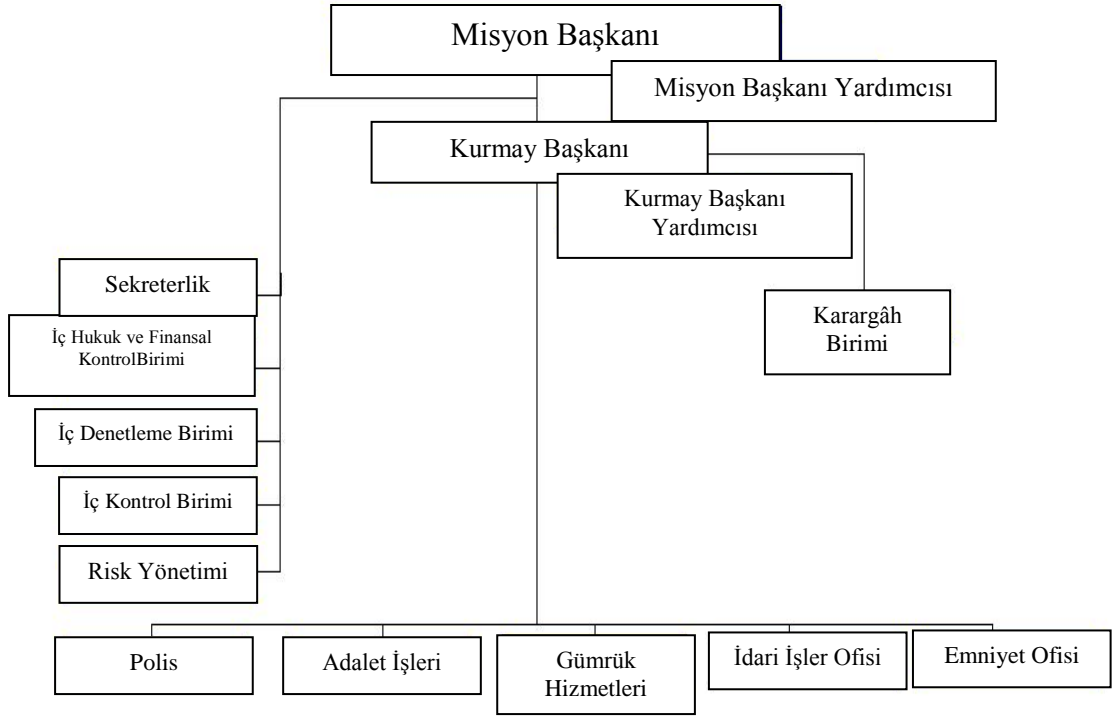 Misyon Başkanı
Misyon Başkanı Yardımcısı
Kurmay Başkanı
Kurmay Başkanı
Yardımcısı
Sekreterlik
İç Hukuk ve Finansal
KontrolBirimi
İç Denetleme Birimi
İç Kontrol Birimi
Risk Yönetimi
Karargâh
Birimi
Polis
Adalet İşleri
Gümrük
Hizmetleri
İdari İşler Ofisi
Emniyet Ofisi